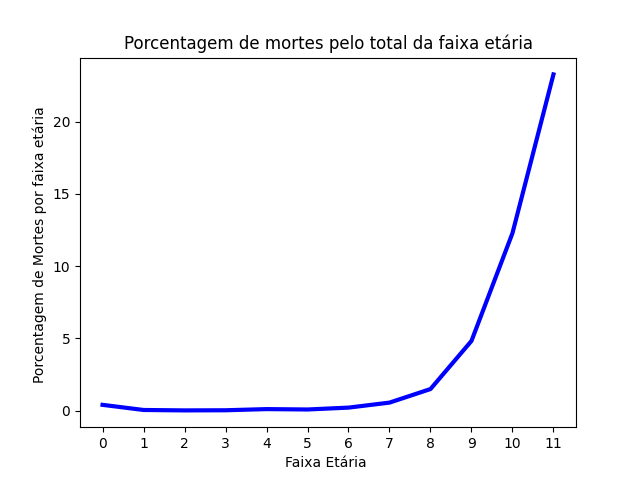 Porcentagem de mortes pelo total da faixa etária
Porcentagem de Mortes por faixa etária
20
15
10
5
0
0 1 2 3 4 5 6 7 8 9 10 11
Faixa Etária